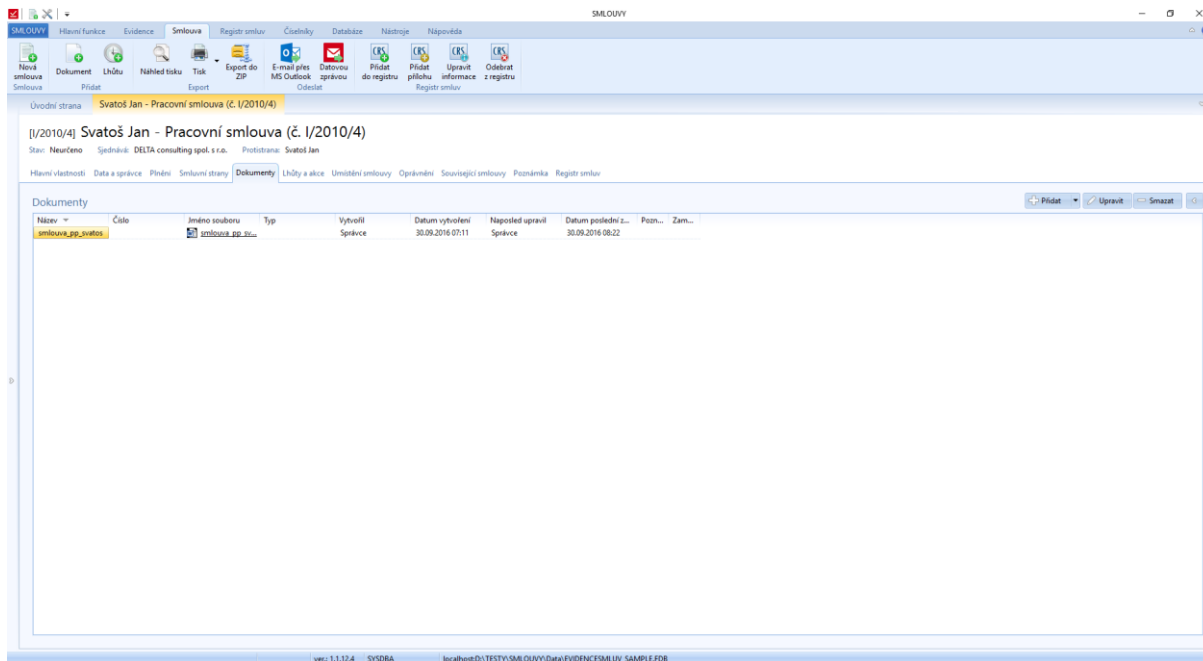 SMLOUVY
SMLOUVY Hlavní funkce Evidence Smlouva Registr smluv Číselníky Databáze Nástroje Nápověda
Nová smlouva Dokument Lhůtu Náhled tisku Tisk Export do ZIP E-mail přes MS Outlook Datovou zprávou Přidat do registru Přidat přílohu Upravit informace Odebrat z registru
Smlouva Přidat Export Odeslat Registr smluv
Úvodní strana Svatoš Jan - Pracovní smlouva (č. I/2010/4)
[I/2010/4] Svatoš Jan - Pracovní smlouva (č. I/2010/4)
Stav: Neurčeno Sjednává: DELTA consulting spol. s r.o. Protistrana: Svatoš Jan
Hlavní vlastnosti Data a správce Plnění Smluvní strany Dokumenty Lhůty a akce Umístění smlouvy Oprávnění Související smlouvy Poznámka Registr smluv
Dokumenty Přidat Upravit Smazat
Název Číslo Jméno souboru Typ Vytvořil Datum vytvoření Naposled upravil Datum poslední z... Pozn... Zam...
smlouva_pp_svatos smlouva_pp_sv... Správce 30.09.2016 07:11 Správce 30.09.2016 08:22
ver.: 1.1.12.4 SYSDBA localhost:D:\TESTY\SMLOUVY\Data\EVIDENCESMLUV_SAMPLE.FDB